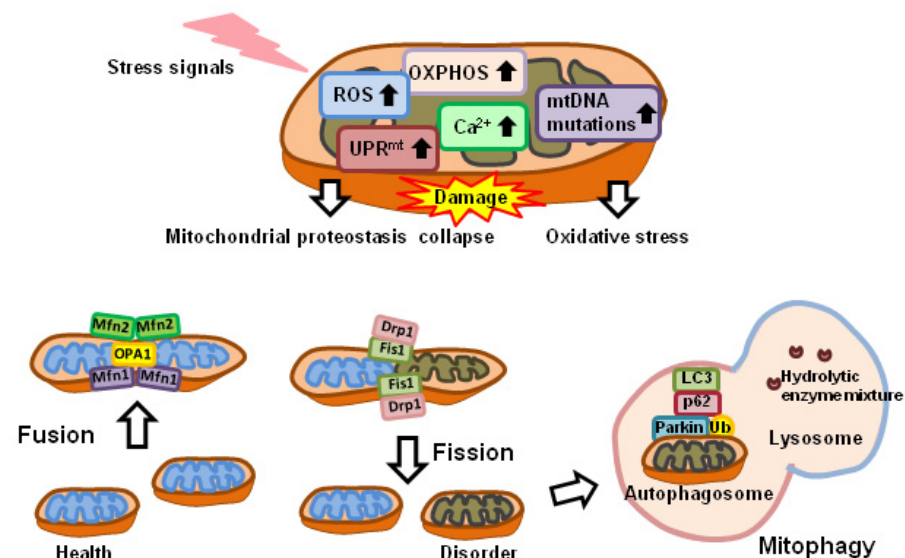 Stress signals
OXPHOS
ROS
mtDNA
mutations
Ca²⁺
UPRᵐᵗ
Damage
Mitochondrial proteostasis collapse
Oxidative stress
Mfn2 Mfn2
OPA1
Mfn1 Mfn1
Fusion
Health
Drp1
Fis1
Fis1
Drp1
Fission
Disorder
LC3
p62
Parkin Ub
Autophagosome
Hydrolytic
enzyme mixture
Lysosome
Mitophagy